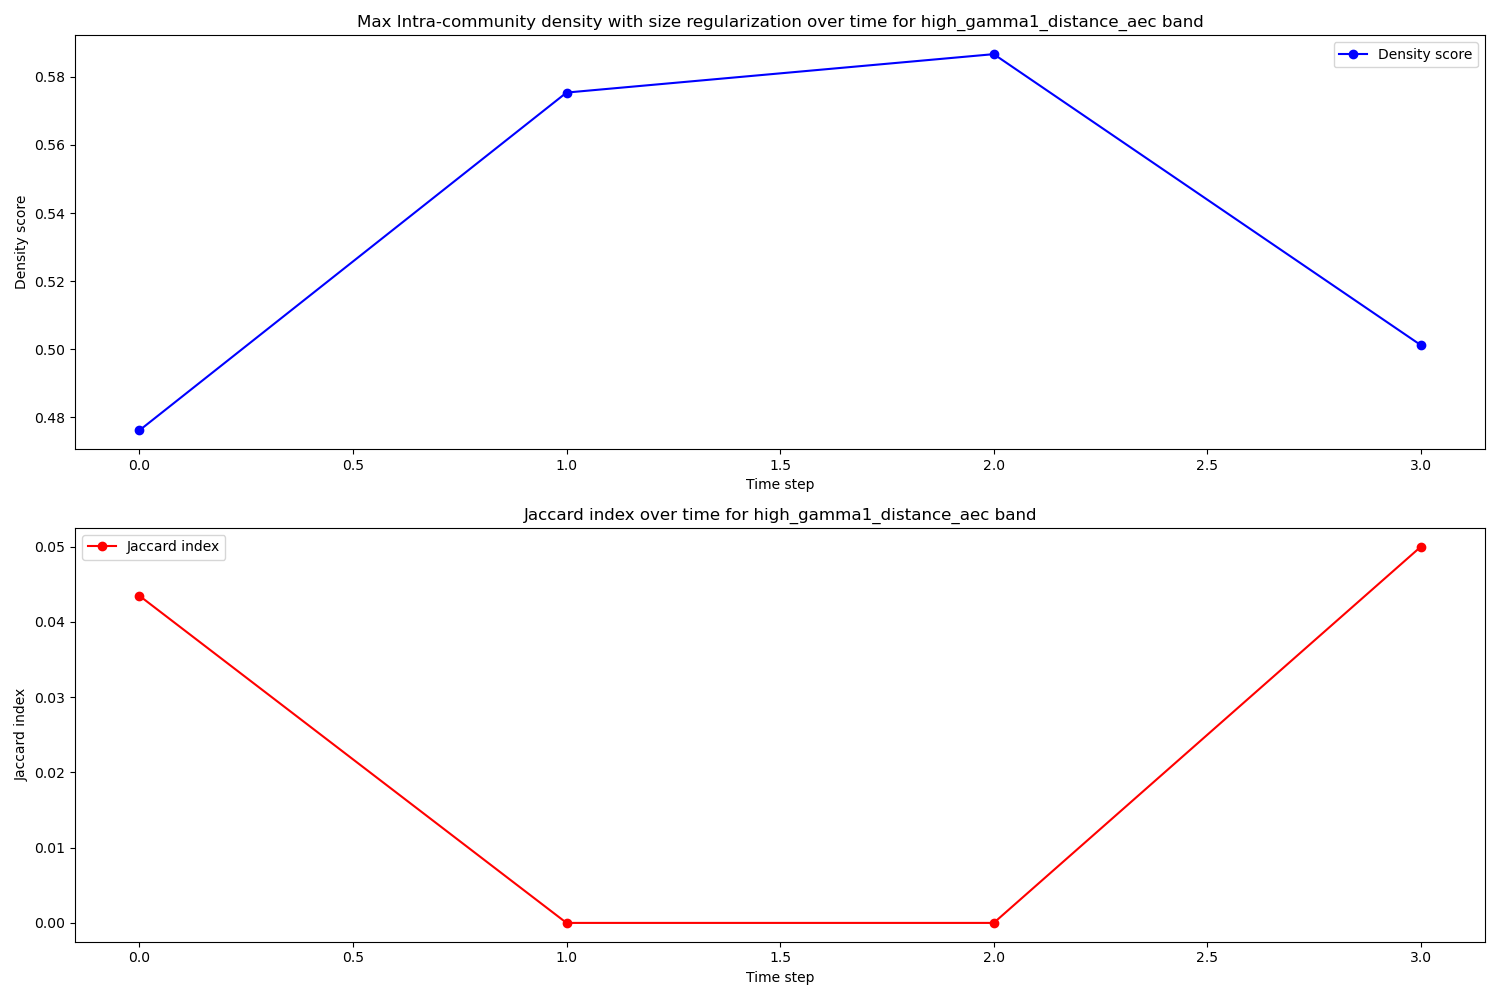 Max Intra-community density with size regularization over time for high_gamma1_distance_aec band
Density score
0.58
0.56
0.54
0.52
0.50
0.48
Density score
0.0 0.5 1.0 1.5 2.0 2.5 3.0
Time step
Jaccard index over time for high_gamma1_distance_aec band
Jaccard index
0.05
0.04
0.03
0.02
0.01
0.00
Jaccard index
0.0 0.5 1.0 1.5 2.0 2.5 3.0
Time step